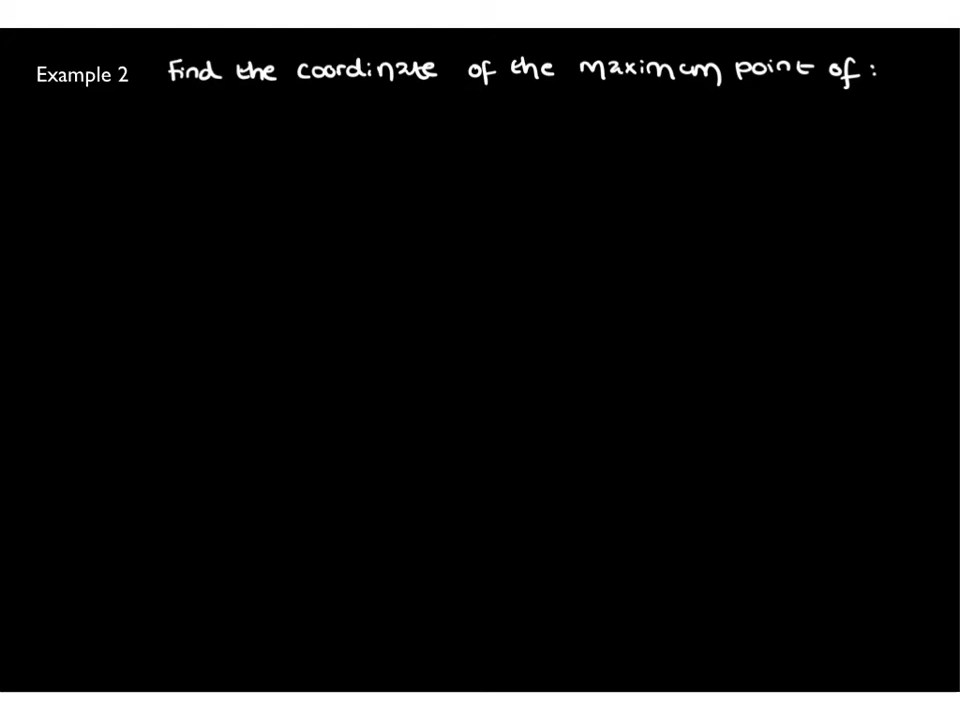 Example 2 Find the coordinate of the maximum point of :